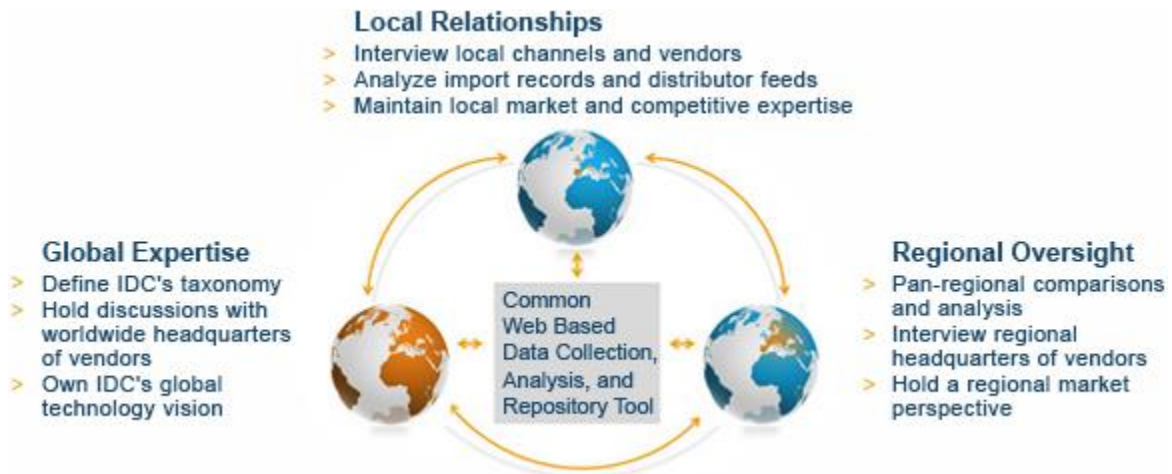 Local Relationships
> Interview local channels and vendors
> Analyze import records and distributor feeds
> Maintain local market and competitive expertise
Global Expertise
> Define IDC's taxonomy
> Hold discussions with
worldwide headquarters
of vendors
> Own IDC's global
technology vision
Common
Web Based
Data Collection,
Analysis, and
Repository Tool
Regional Oversight
> Pan-regional comparisons
and analysis
> Interview regional
headquarters of vendors
> Hold a regional market
perspective